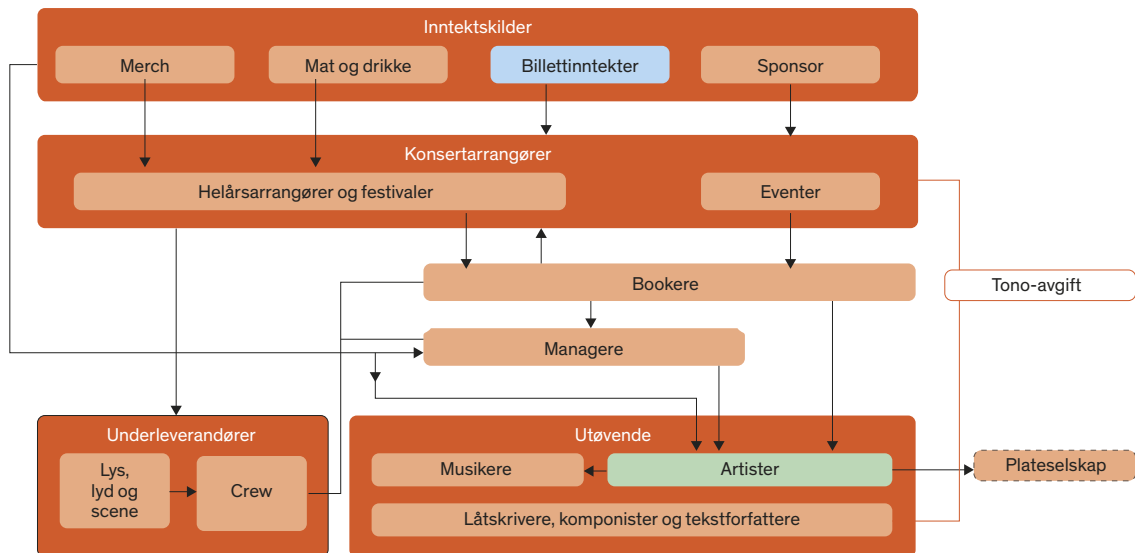 Inntektskilder
Merch
Mat og drikke
Billettinntekter
Sponsor
Konsertarrangører
Helårsarrangører og festivaler
Eventer
Bookere
Tono-avgift
Managere
Underleverandører
Lys,
lyd og
scene
Crew
Utøvende
Musikere
Artister
Plateselskap
Låtskrivere, komponister og tekstforfattere